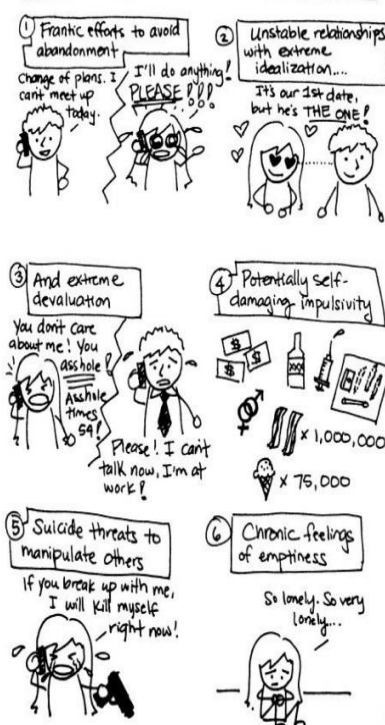 ① Frantic efforts to avoid
abandonment
Change of plans. I
can't meet up
today.
I'll do anything!
PLEASE!!!
② Unstable relationships
with extreme
idealization....
It's our 1st date,
but he's THE ONE!
③ And extreme
devaluation
You don't care
about me! You
asshole!
Asshole
times
54!
Please! I can't
talk now, I'm at
work!
④ Potentially self-
damaging impulsivity
$
$
$
XXX
x 1,000,000
x 75,000
⑤ Suicide threats to
manipulate others
If you break up with me,
I will kill myself
right now!
⑥ Chronic feelings
of emptiness
So lonely. So very
lonely...